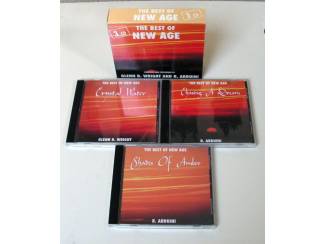 THE BEST OF
NEW AGE
THE BEST OF
NEW AGE
GLENN R. WRIGHT AND R. ARDUINI
THE BEST OF NEW AGE
Crystal Water
GLENN R. WRIGHT
THE BEST OF NEW AGE
Chasing A Dream
R. ARDUINI
THE BEST OF NEW AGE
Shades Of Amber
R. ARDUINI